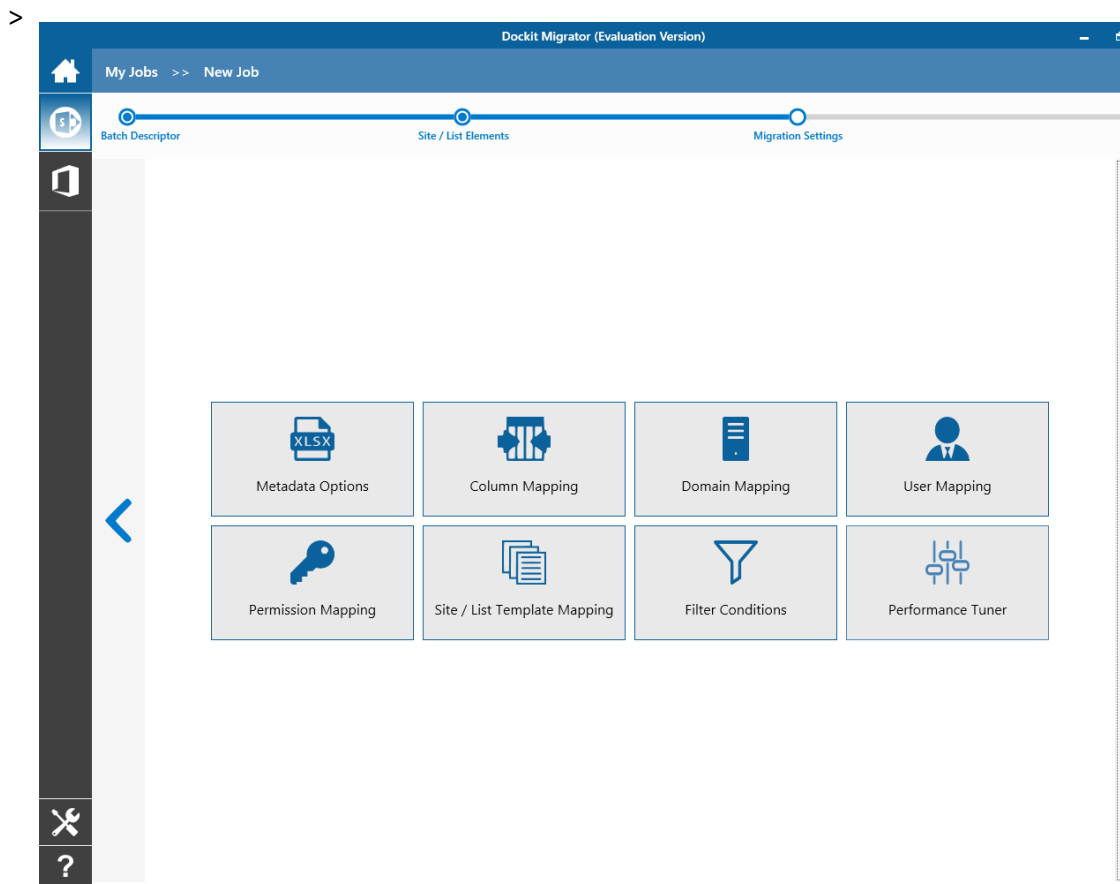 >
Dockit Migrator (Evaluation Version)
My Jobs >> New Job
S
Batch Descriptor
Site / List Elements
Migration Settings
XLSX
Metadata Options
Column Mapping
Domain Mapping
User Mapping
Permission Mapping
Site / List Template Mapping
Filter Conditions
Performance Tuner
?